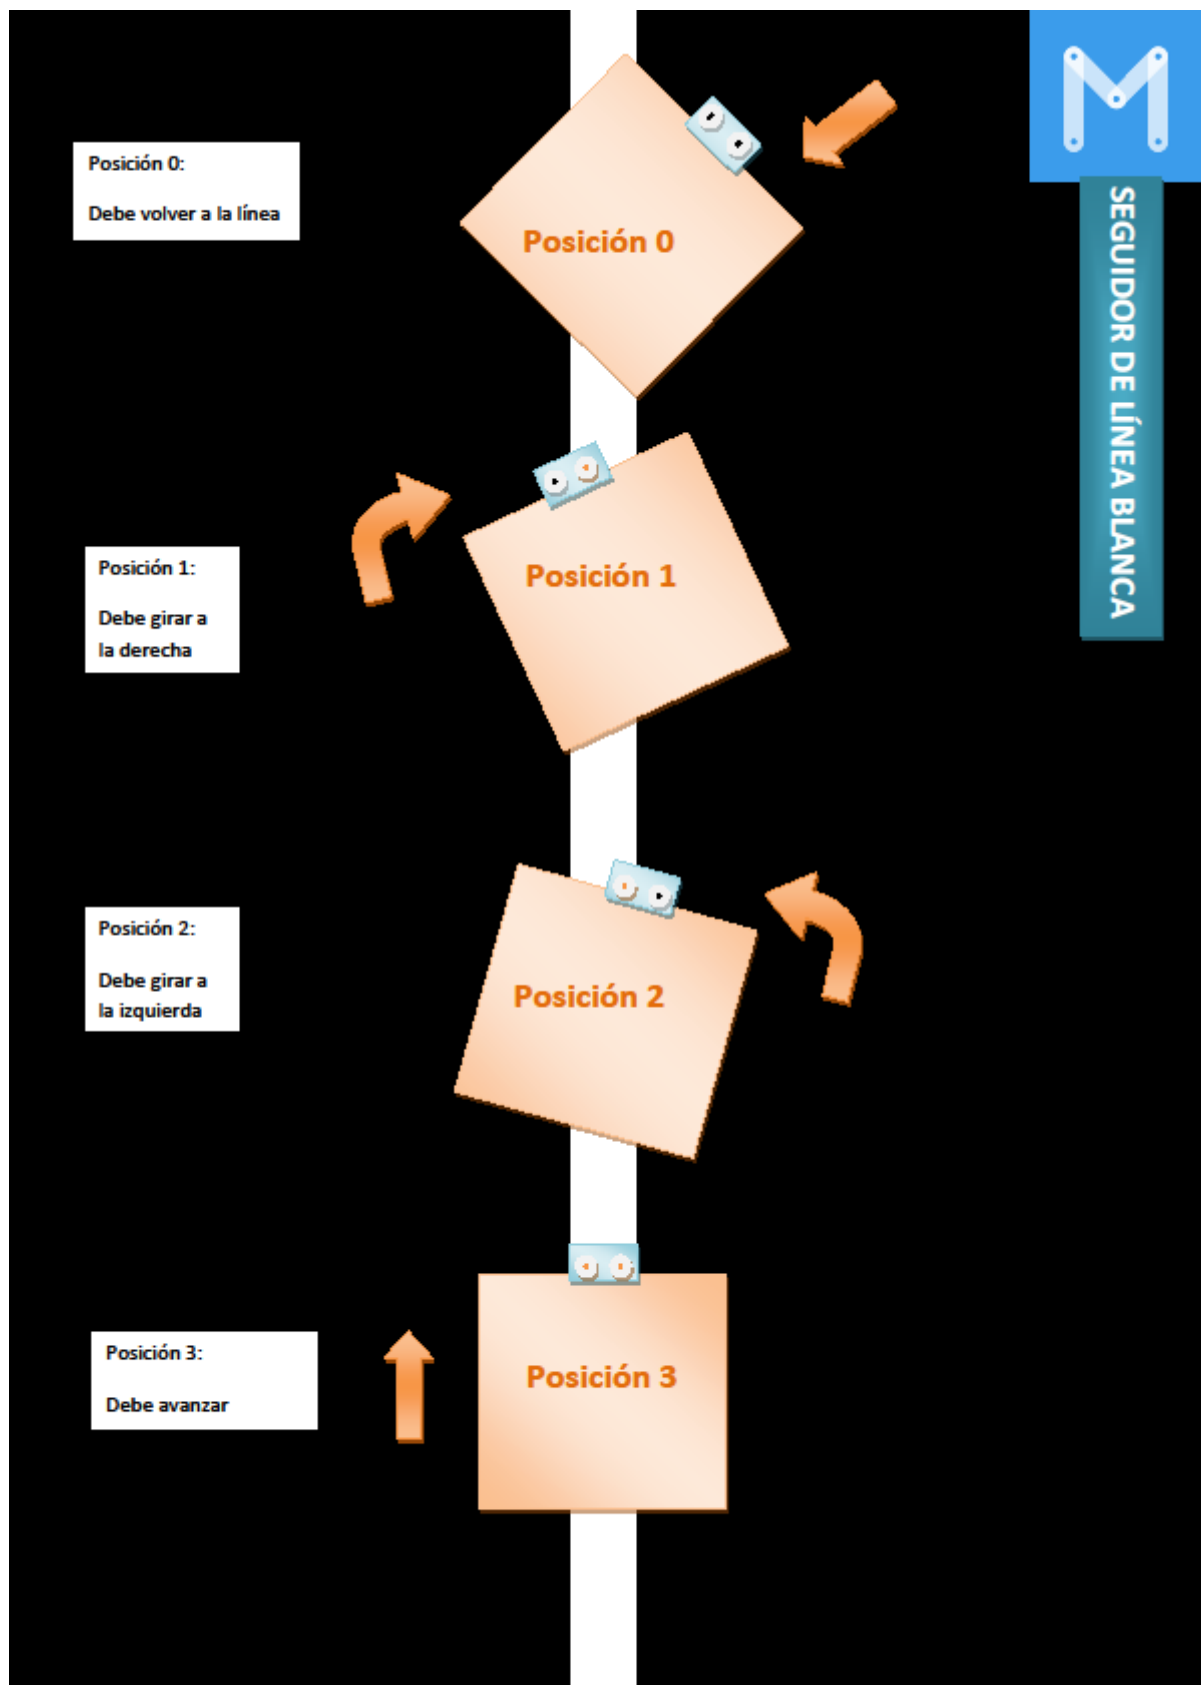 Posición 0:
Debe volver a la línea
Posición 0
SEGUIDOR DE LÍNEA BLANCA
Posición 1:
Debe girar a
la derecha
Posición 1
Posición 2:
Debe girar a
la izquierda
Posición 2
Posición 3:
Debe avanzar
Posición 3